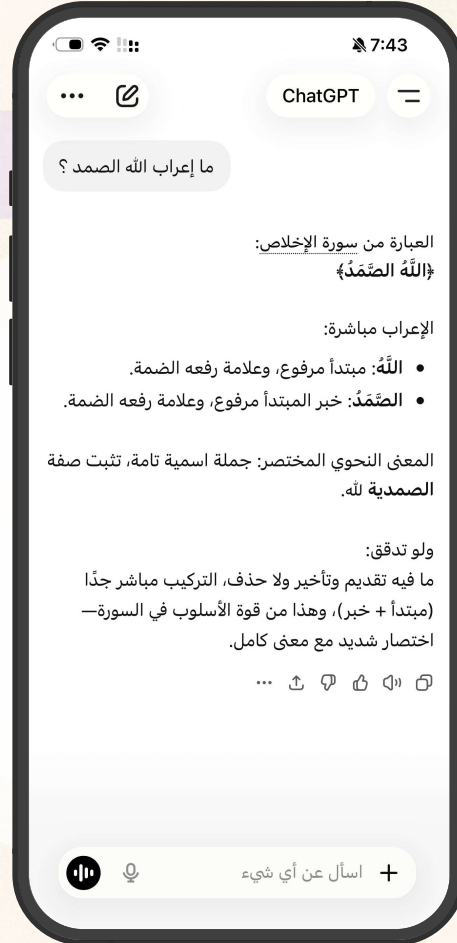 7:43
ChatGPT
ما إعراب الله الصمد ؟
العبارة من سورة الإخلاص:
﴿اللَّهُ الصَّمَدُ﴾
الإعراب مباشرة:
• اللَّهُ: مبتدأ مرفوع، وعلامة رفعه الضمة.
• الصَّمَدُ: خبر المبتدأ مرفوع، وعلامة رفعه الضمة.
المعنى النحوي المختصر: جملة اسمية تامة، تثبت صفة
الصمدية لله.
ولو تدقق:
ما فيه تقديم وتأخير ولا حذف، التركيب مباشر جدًا
(مبتدأ + خبر)، وهذا من قوة الأسلوب في السورة—
اختصار شديد مع معنى كامل.
اسأل عن أي شيء